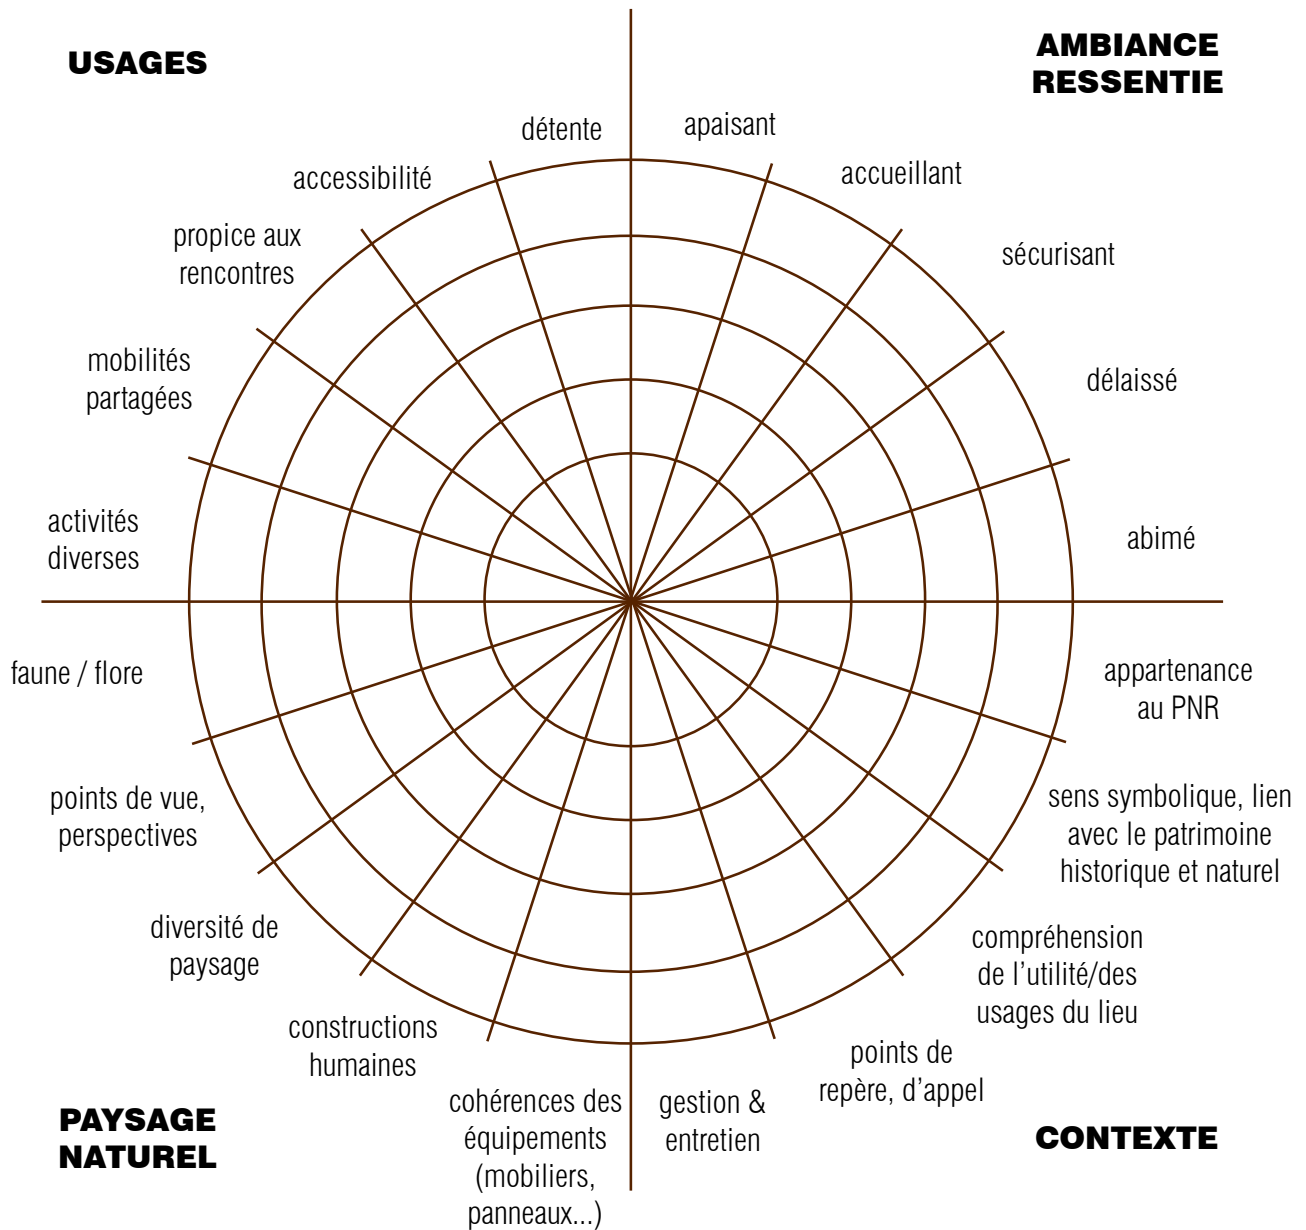 USAGES
AMBIANCE
RESSENTIE
détente
apaisant
accessibilité
accueillant
propice aux
rencontres
sécurisant
mobilités
partagées
délaissé
activités
diverses
abimé
faune / flore
appartenance
au PNR
points de vue,
perspectives
sens symbolique, lien
avec le patrimoine
historique et naturel
diversité de
paysage
compréhension
de l’utilité/des
usages du lieu
constructions
humaines
points de
repère, d’appel
cohérences des
équipements
(mobiliers,
panneaux...)
gestion &
entretien
PAYSAGE
NATUREL
CONTEXTE